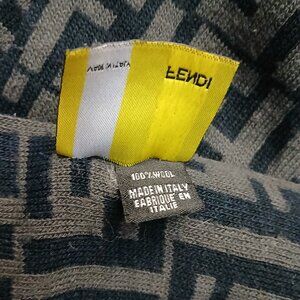 FENDI
100% WOOL
MADE IN ITALY
FABRIQUE EN
ITALIE